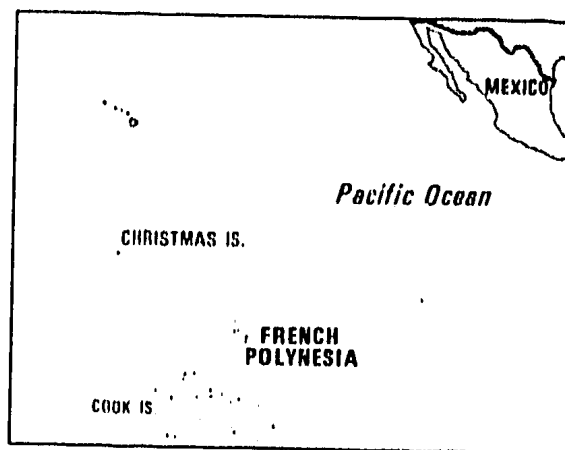 MEXICO
Pacific Ocean
CHRISTMAS IS.
FRENCH
POLYNESIA
COOK IS